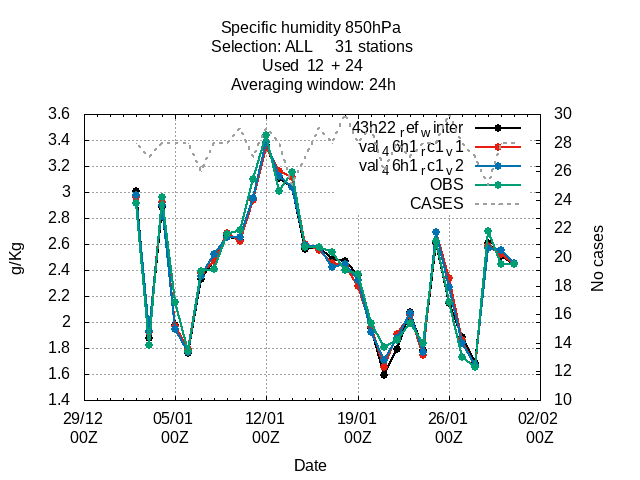 Specific humidity 850hPa
Selection: ALL 31 stations
Used 12 + 24
Averaging window: 24h
g/Kg
3.6
3.4
3.2
3
2.8
2.6
2.4
2.2
2
1.8
1.6
1.4
43h22_ref_winter
val_46h1_rc1_v1
val_46h1_rc1_v2
OBS
CASES
30
28
26
24
22
20
18
16
14
12
10
No cases
29/12 05/01 12/01 19/01 26/01 02/02
00Z 00Z 00Z 00Z 00Z 00Z
Date